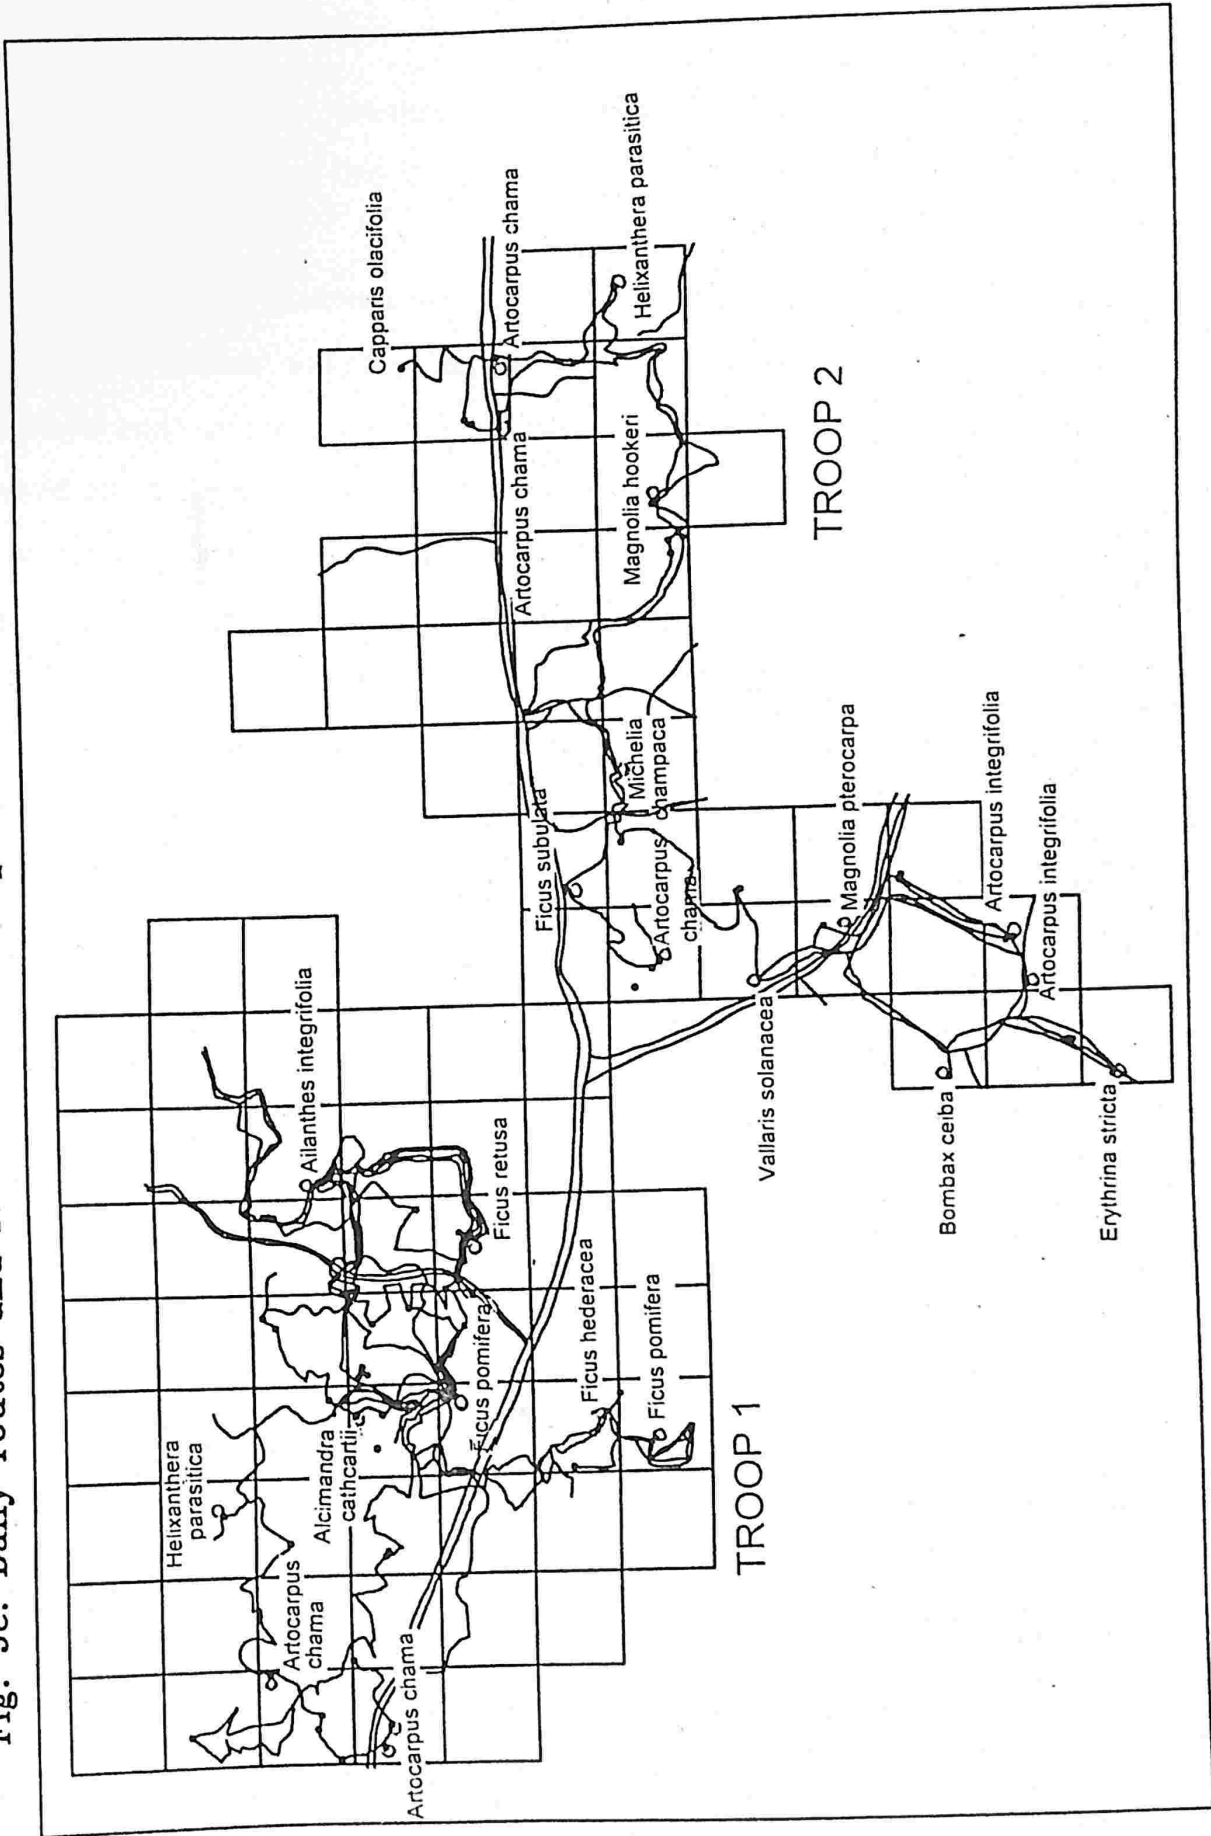 Fig. 5c. Daily routes and
Capparis olacifolia
Artocarpus chama
Helixanthera parasitica
Artocarpus chama
Magnolia hookeri
TROOP 2
Ficus subulata
Michelia
champaca
Artocarpus
chama
Magnolia pterocarpa
Artocarpus integrifolia
Artocarpus integrifolia
Vallaris solanacea
Bombax ceiba
Erythrina stricta
Ailanthes integrifolia
Ficus retusa
Ficus pomifera
Ficus hederacea
Ficus pomifera
Helixanthera
parasitica
Alcimandra
cathcartii
Artocarpus
chama
Artocarpus chama
TROOP 1